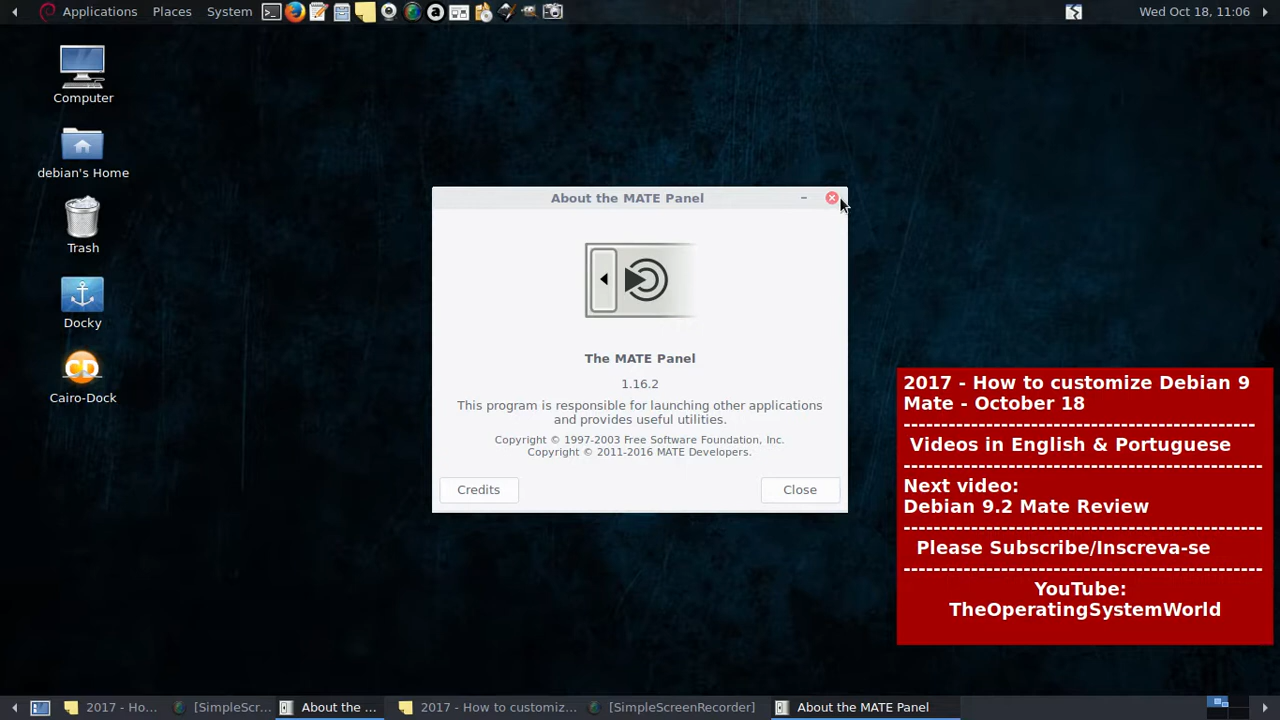 Applications Places System
Wed Oct 18, 11:06
Computer
debian's Home
Trash
Docky
CD
Cairo-Dock
About the MATE Panel
The MATE Panel
1.16.2
This program is responsible for launching other applications
and provides useful utilities.
Copyright © 1997-2003 Free Software Foundation, Inc.
Copyright © 2011-2016 MATE Developers.
Credits
Close
2017 - How to customize Debian 9
Mate - October 18
-----------------------------------------------
Videos in English & Portuguese
------------------------------------------------
Next video:
Debian 9.2 Mate Review
------------------------------------------------
Please Subscribe/Inscreva-se
------------------------------------------------
YouTube:
TheOperatingSystemWorld
2017 - Ho... [SimpleScr... About the ... 2017 - How to customiz... [SimpleScreenRecorder] About the MATE Panel